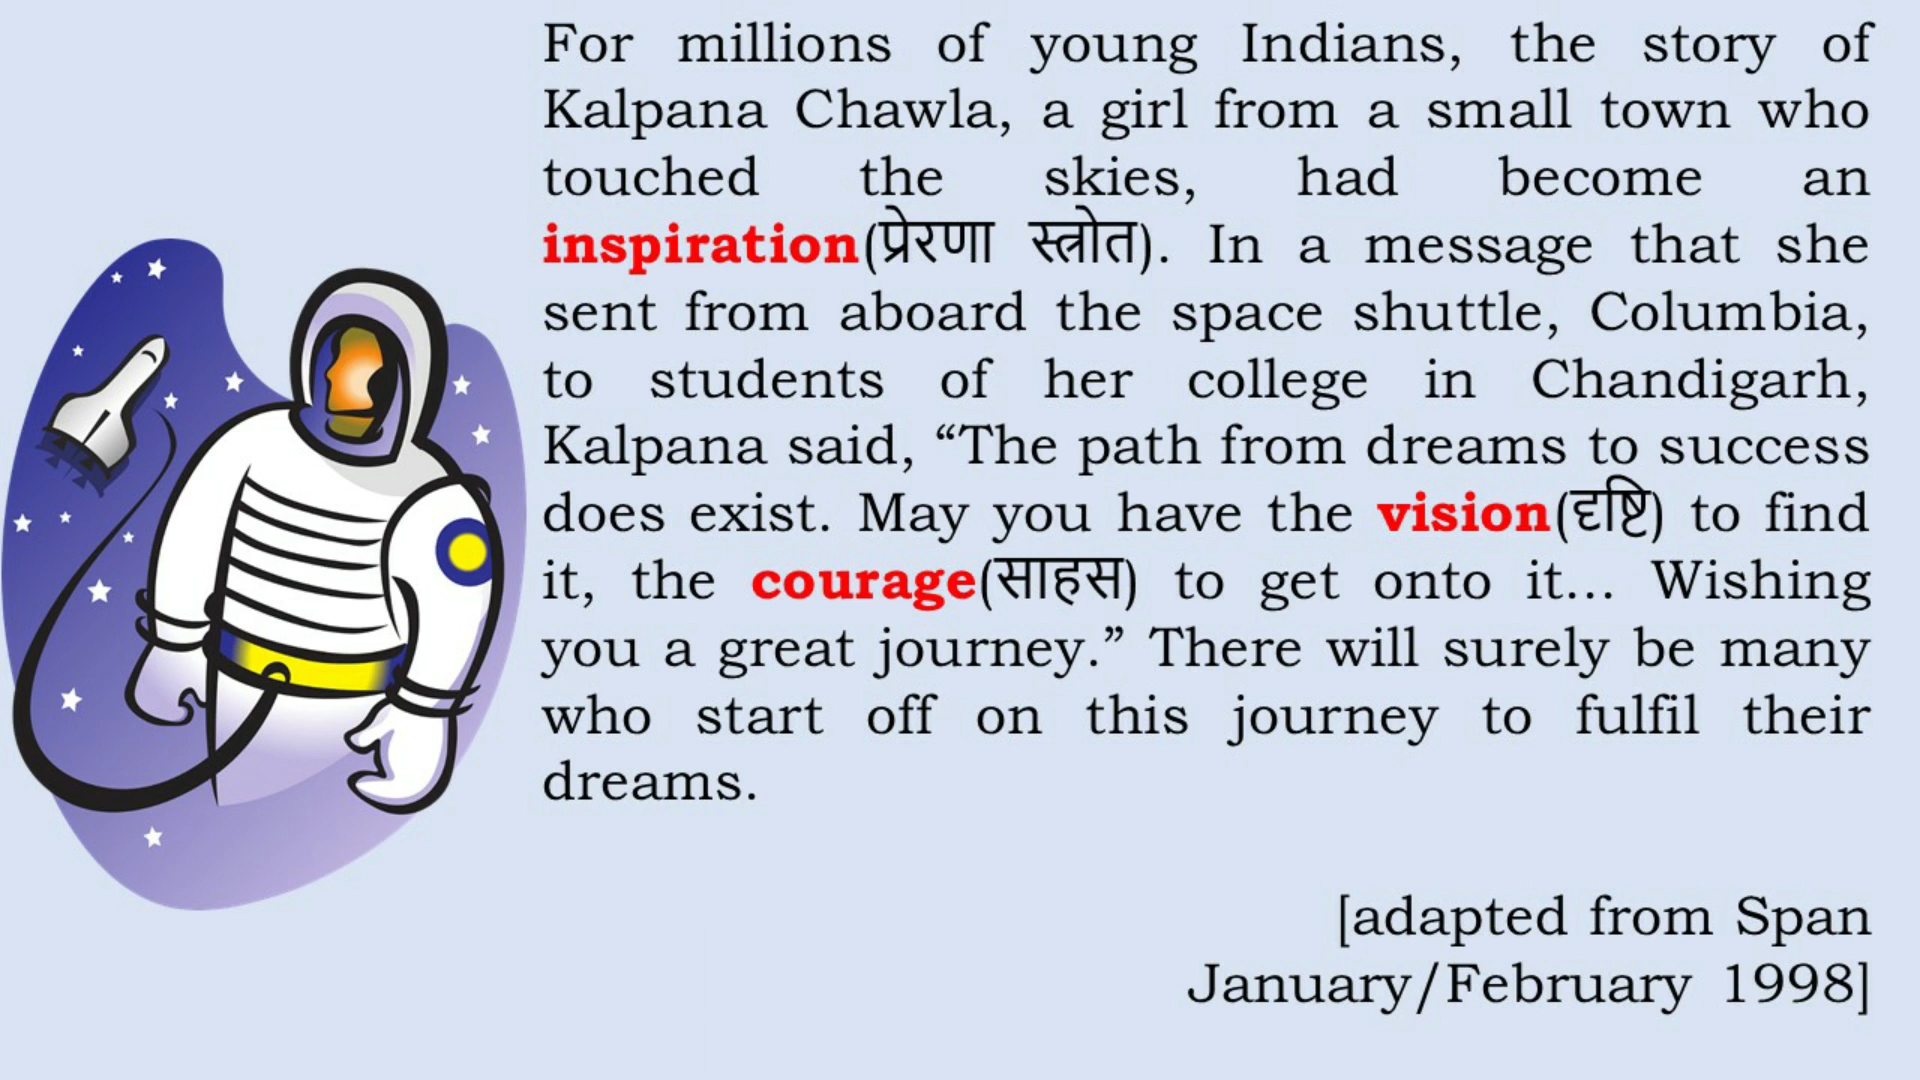 For millions of young Indians, the story of
Kalpana Chawla, a girl from a small town who
touched the skies, had become an
inspiration(प्रेरणा स्त्रोत). In a message that she
sent from aboard the space shuttle, Columbia,
to students of her college in Chandigarh,
Kalpana said, “The path from dreams to success
does exist. May you have the vision(दृष्टि) to find
it, the courage(साहस) to get onto it... Wishing
you a great journey.” There will surely be many
who start off on this journey to fulfil their
dreams.
[adapted from Span
January/February 1998]